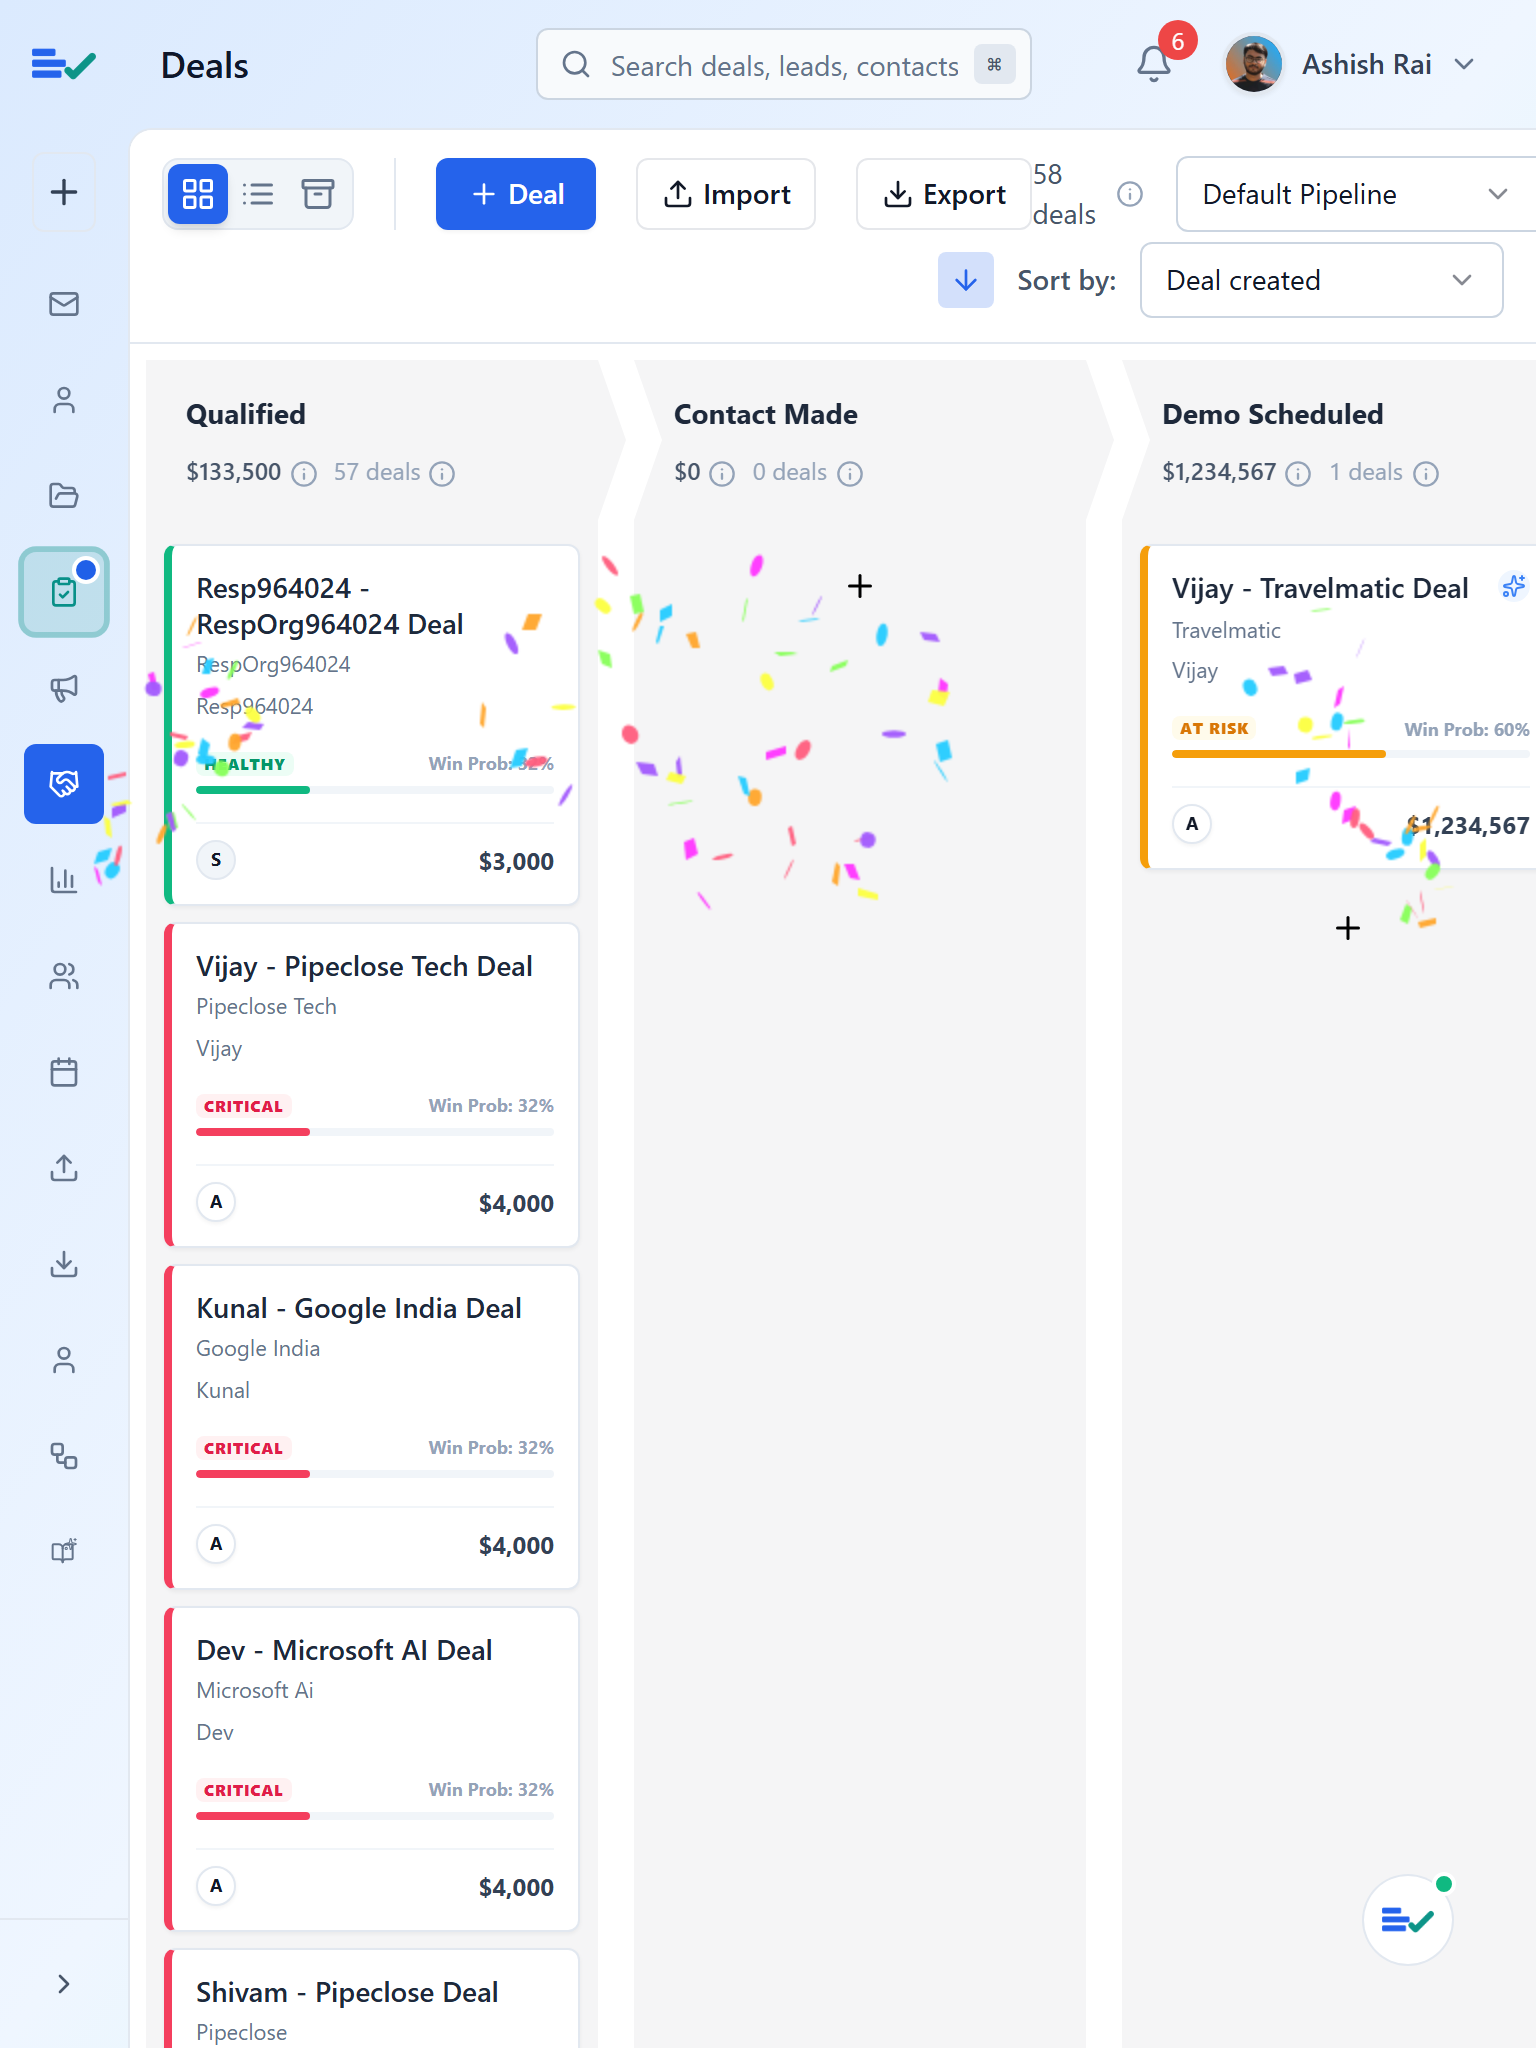 Deals
Search deals, leads, contacts
⌘
6
Ashish Rai
+ Deal
Import
Export
58
deals
Default Pipeline
Sort by:
Deal created
Qualified
$133,500
57 deals
Contact Made
$0
0 deals
Demo Scheduled
$1,234,567
1 deals
Resp964024 -
RespOrg964024 Deal
RespOrg964024
Resp964024
HEALTHY
Win Prob: 32%
S
$3,000
Vijay - Pipeclose Tech Deal
Pipeclose Tech
Vijay
CRITICAL
Win Prob: 32%
A
$4,000
Kunal - Google India Deal
Google India
Kunal
CRITICAL
Win Prob: 32%
A
$4,000
Dev - Microsoft AI Deal
Microsoft Ai
Dev
CRITICAL
Win Prob: 32%
A
$4,000
Shivam - Pipeclose Deal
Pipeclose
Vijay - Travelmatic Deal
Travelmatic
Vijay
AT RISK
Win Prob: 60%
A
$1,234,567